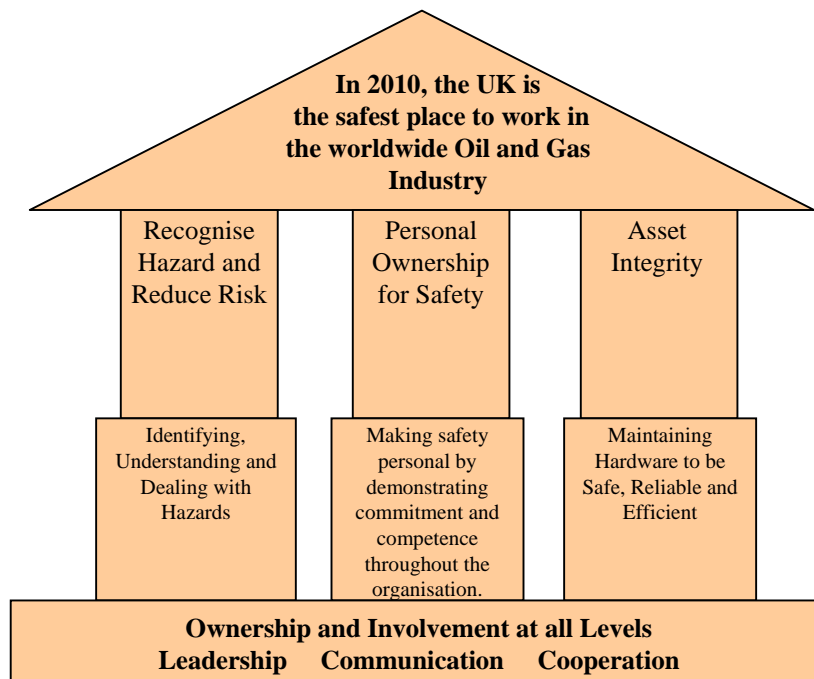 In 2010, the UK is
the safest place to work in
the worldwide Oil and Gas
Industry
Recognise
Hazard and
Reduce Risk
Personal
Ownership
for Safety
Asset
Integrity
Identifying,
Understanding and
Dealing with
Hazards
Making safety
personal by
demonstrating
commitment and
competence
throughout the
organisation.
Maintaining
Hardware to be
Safe, Reliable and
Efficient
Ownership and Involvement at all Levels
Leadership Communication Cooperation